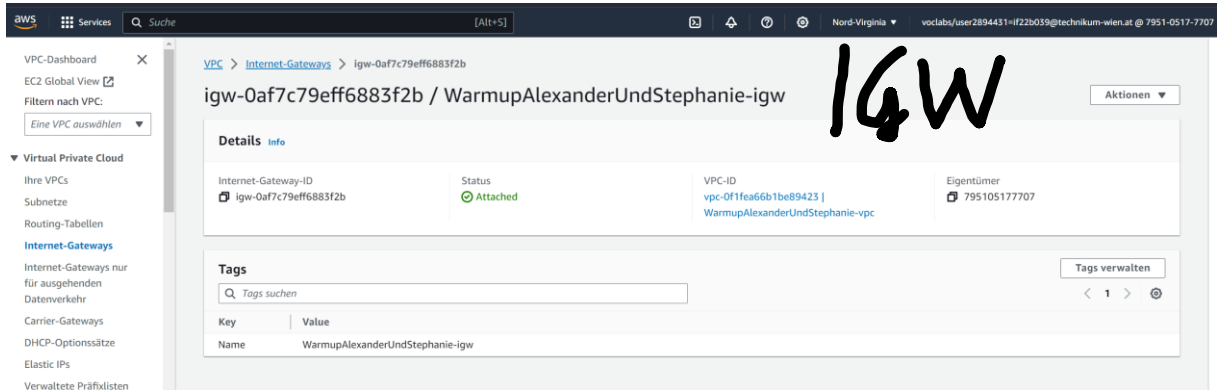 aws Services Suche [Alt+S] Nord-Virginia voclabs/user2894431=if22b039@technikum-wien.at @ 7951-0517-7707
VPC-Dashboard
EC2 Global View
Filtern nach VPC:
Eine VPC auswählen
Virtual Private Cloud
Ihre VPCs
Subnetze
Routing-Tabellen
Internet-Gateways
Internet-Gateways nur
für ausgehenden
Datenverkehr
Carrier-Gateways
DHCP-Optionssätze
Elastic IPs
Verwaltete Präfixlisten
VPC > Internet-Gateways > igw-0af7c79eff6883f2b
igw-0af7c79eff6883f2b / WarmupAlexanderUndStephanie-igw
IGW
Aktionen
Details Info
Internet-Gateway-ID
igw-0af7c79eff6883f2b
Status
Attached
VPC-ID
vpc-0f1fea66b1be89423 |
WarmupAlexanderUndStephanie-vpc
Eigentümer
795105177707
Tags
Tags verwalten
Tags suchen
1
Key Value
Name WarmupAlexanderUndStephanie-igw